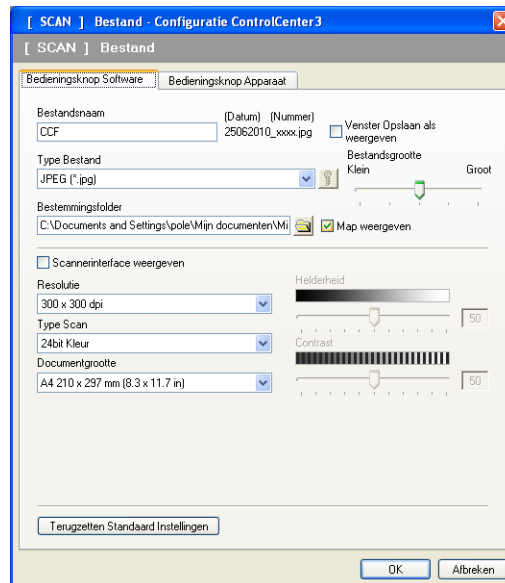 [ SCAN ] Bestand - Configuratie ControlCenter3
[ SCAN ] Bestand
Bedieningsknop Software
Bedieningsknop Apparaat
Bestandsnaam
(Datum) (Nummer)
CCF
25062010_xxxx.jpg
Venster Opslaan als
weergeven
Type Bestand
Bestandsgrootte
Klein
Groot
JPEG (*.jpg)
Bestemmingsfolder
C:\Documents and Settings\pole\Mijn documenten\Mi
Map weergeven
Scannerinterface weergeven
Resolutie
Helderheid
300 x 300 dpi
50
Type Scan
24bit Kleur
Contrast
Documentgrootte
A4 210 x 297 mm (8.3 x 11.7 in)
50
Terugzetten Standaard Instellingen
OK
Afbreken